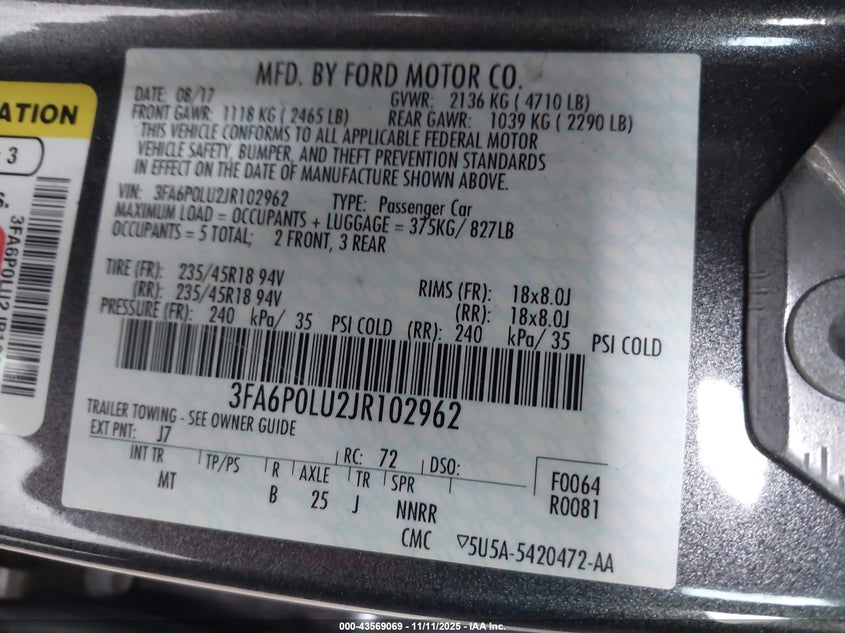 MFD. BY FORD MOTOR CO.
DATE: 08/17 GVWR: 2136 KG ( 4710 LB)
FRONT GAWR: 1118 KG ( 2465 LB) REAR GAWR: 1039 KG ( 2290 LB)
THIS VEHICLE CONFORMS TO ALL APPLICABLE FEDERAL MOTOR
VEHICLE SAFETY, BUMPER, AND THEFT PREVENTION STANDARDS
IN EFFECT ON THE DATE OF MANUFACTURE SHOWN ABOVE.
VIN: 3FA6P0LU2JR102962 TYPE: Passenger Car
MAXIMUM LOAD = OCCUPANTS + LUGGAGE = 375KG/ 827LB
OCCUPANTS = 5 TOTAL; 2 FRONT, 3 REAR
TIRE (FR): 235/45R18 94V RIMS (FR): 18x8.0J
(RR): 235/45R18 94V (RR): 18x8.0J
PRESSURE (FR): 240 kPa/ 35 PSI COLD (RR): 240 kPa/ 35 PSI COLD
3FA6P0LU2JR102962
TRAILER TOWING - SEE OWNER GUIDE
EXT PNT: J7 RC: 72 DSO:
INT TR TP/PS R AXLE TR SPR F0064
MT B 25 J NNRR R0081
CMC ▽5U5A-5420472-AA
ATION
3
000-43569069 - 11/11/2025 - IAA Inc.